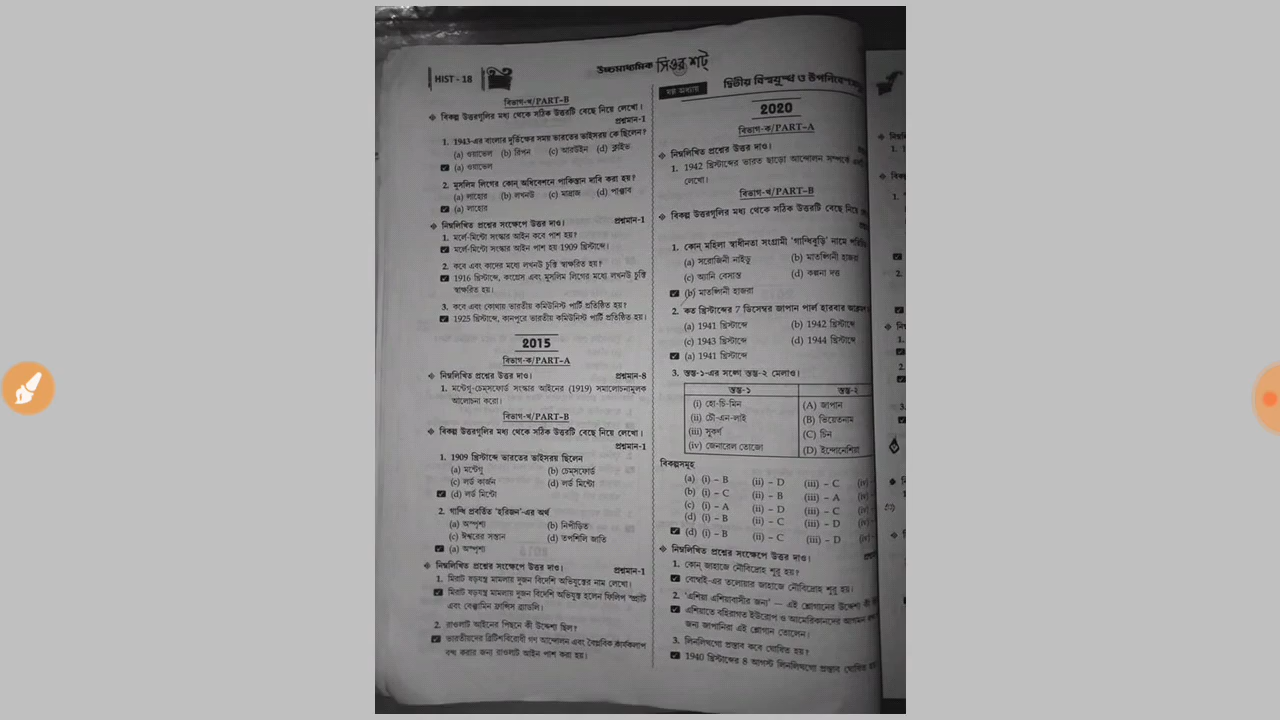 HIST - 18
উচ্চমাধ্যমিক সিওর শট্
বিভাগ-খ/PART-B
❖ বিকল্প উত্তরগুলির মধ্য থেকে সঠিক উত্তরটি বেছে নিয়ে লেখো।
প্রশ্নমান-1
1. 1943-এর বাংলার দুর্ভিক্ষের সময় ভারতের ভাইসরয় কে ছিলেন?
(a) ওয়াভেল (b) রিপন (c) আরউইন (d) ক্লাইভ
(a) ওয়াভেল
2. মুসলিম লিগের কোন্ অধিবেশনে পাকিস্তান দাবি করা হয়?
(a) লাহোর (b) লখনউ (c) মাদ্রাজ (d) পাঞ্জাব
(a) লাহোর
❖ নিম্নলিখিত প্রশ্নের সংক্ষেপে উত্তর দাও। প্রশ্নমান-1
1. মর্লে-মিন্টো সংস্কার আইন কবে পাশ হয়?
মর্লে-মিন্টো সংস্কার আইন পাশ হয় 1909 খ্রিস্টাব্দে।
2. কবে এবং কাদের মধ্যে লখনউ চুক্তি স্বাক্ষরিত হয়?
1916 খ্রিস্টাব্দে, কংগ্রেস এবং মুসলিম লিগের মধ্যে লখনউ চুক্তি
স্বাক্ষরিত হয়।
3. কবে এবং কোথায় ভারতীয় কমিউনিস্ট পার্টি প্রতিষ্ঠিত হয়?
1925 খ্রিস্টাব্দে, কানপুরে ভারতীয় কমিউনিস্ট পার্টি প্রতিষ্ঠিত হয়।
2015
বিভাগ-ক/PART-A
❖ নিম্নলিখিত প্রশ্নের উত্তর দাও। প্রশ্নমান-8
1. মন্টেগু-চেমসফোর্ড সংস্কার আইনের (1919) সমালোচনামূলক
আলোচনা করো।
বিভাগ-খ/PART-B
❖ বিকল্প উত্তরগুলির মধ্য থেকে সঠিক উত্তরটি বেছে নিয়ে লেখো।
প্রশ্নমান-1
1. 1909 খ্রিস্টাব্দে ভারতের ভাইসরয় ছিলেন
(a) মন্টেগু (b) চেমসফোর্ড
(c) লর্ড কার্জন (d) লর্ড মিন্টো
(d) লর্ড মিন্টো
2. গান্ধি প্রবর্তিত 'হরিজন'-এর অর্থ
(a) অস্পৃশ্য (b) নিপীড়িত
(c) ঈশ্বরের সন্তান (d) তপশিলি জাতি
(a) অস্পৃশ্য
❖ নিম্নলিখিত প্রশ্নের সংক্ষেপে উত্তর দাও। প্রশ্নমান-1
1. মিরাট ষড়যন্ত্র মামলায় দুজন বিদেশি অভিযুক্তের নাম লেখো।
মিরাট ষড়যন্ত্র মামলায় দুজন বিদেশি অভিযুক্ত হলেন ফিলিপ স্প্রাট
এবং বেঞ্জামিন ফ্রান্সিস ব্র্যাডলি।
2. রাওলাট আইনের পিছনে কী উদ্দেশ্য ছিল?
ভারতীয়দের ব্রিটিশবিরোধী গণ আন্দোলন এবং বৈপ্লবিক কার্যকলাপ
বন্ধ করার জন্য রাওলাট আইন পাশ করা হয়।
ষষ্ঠ অধ্যায় দ্বিতীয় বিশ্বযুদ্ধ ও
2020
বিভাগ-ক/PART-A
❖ নিম্নলিখিত প্রশ্নের উত্তর দাও।
1. 1942 খ্রিস্টাব্দের ভারত ছাড়ো আন্দোলন সম্পর্কে
লেখো।
বিভাগ-খ/PART-B
❖ বিকল্প উত্তরগুলির মধ্য থেকে সঠিক উত্তরটি বেছে নিয়ে
1. কোন্ মহিলা স্বাধীনতা সংগ্রামী 'গান্ধিবুড়ি' নামে
(a) সরোজিনী নাইডু (b) মাতঙ্গিনী হাজরা
(c) অ্যানি বেসান্ত (d) কল্পনা দত্ত
(b) মাতঙ্গিনী হাজরা
2. কত খ্রিস্টাব্দের 7 ডিসেম্বর জাপান পার্ল হারবার
(a) 1941 খ্রিস্টাব্দে (b) 1942 খ্রিস্টাব্দে
(c) 1943 খ্রিস্টাব্দে (d) 1944 খ্রিস্টাব্দে
(a) 1941 খ্রিস্টাব্দে
3. স্তম্ভ-১-এর সঙ্গে স্তম্ভ-২ মেলাও।
স্তম্ভ-১ স্তম্ভ-২
(i) হো-চি-মিন (A) জাপান
(ii) চৌ-এন-লাই (B) ভিয়েতনাম
(iii) সুকর্ণ (C) চিন
(iv) জেনারেল তোজো (D) ইন্দোনেশিয়া
বিকল্পসমূহ
(a) (i) – B (ii) – D (iii) – C (iv)
(b) (i) – C (ii) – B (iii) – A (iv)
(c) (i) – A (ii) – D (iii) – C (iv)
(d) (i) – B (ii) – C (iii) – D (iv)
(d) (i) – B (ii) – C (iii) – D
❖ নিম্নলিখিত প্রশ্নের সংক্ষেপে উত্তর দাও।
1. কোন্ জাহাজে নৌবিদ্রোহ শুরু হয়?
বোম্বাই-এর তলোয়ার জাহাজে নৌবিদ্রোহ শুরু হয়।
2. 'এশিয়া এশিয়াবাসীর জন্য' — এই স্লোগানের উদ্দেশ্য কী
এশিয়াতে বহিরাগত ইউরোপ ও আমেরিকানদের আগমন
জন্য জাপানিরা এই স্লোগান তোলেন।
3. লিনলিথগো প্রস্তাব কবে ঘোষিত হয়?
1940 খ্রিস্টাব্দের 8 আগস্ট লিনলিথগো প্রস্তাব ঘোষিত